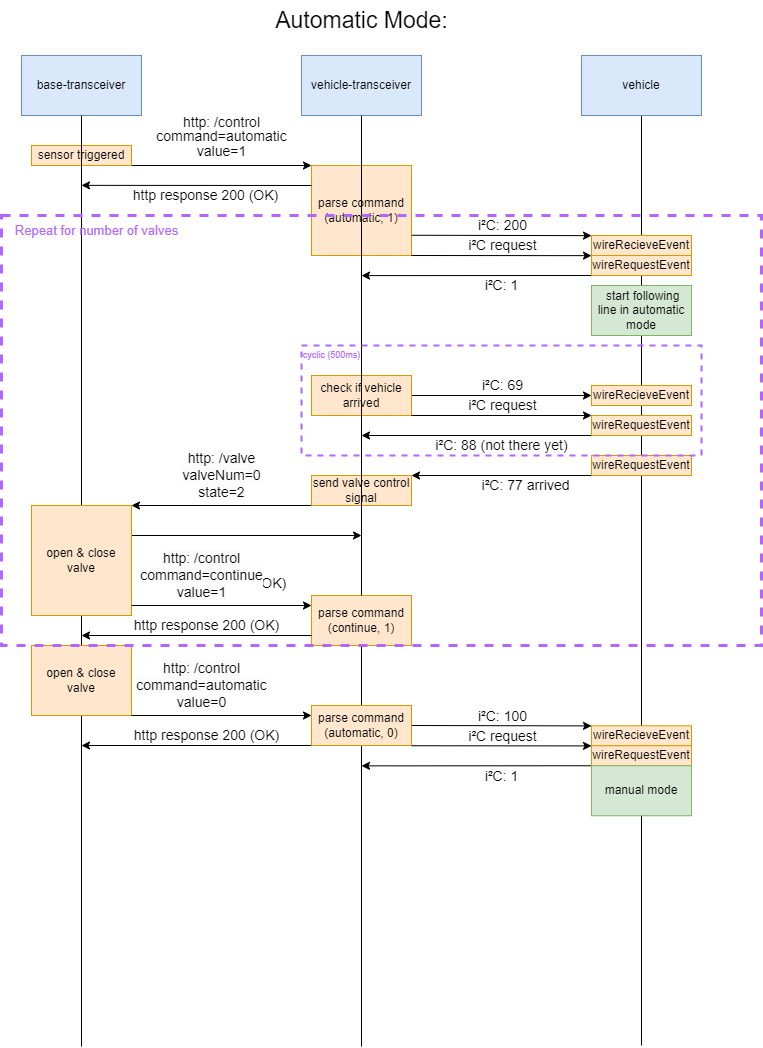 Automatic Mode:
base-transceiver
vehicle-transceiver
vehicle
http: /control
command=automatic
value=1
sensor triggered
http response 200 (OK)
parse command
(automatic, 1)
Repeat for number of valves
i²C: 200
i²C request
wireRecieveEvent
wireRequestEvent
i²C: 1
start following
line in automatic
mode
cyclic (500ms)
check if vehicle
arrived
i²C: 69
i²C request
wireRecieveEvent
wireRequestEvent
i²C: 88 (not there yet)
http: /valve
valveNum=0
state=2
send valve control
signal
wireRequestEvent
i²C: 77 arrived
open & close
valve
http: /control
command=continue
value=1
OK)
http response 200 (OK)
parse command
(continue, 1)
open & close
valve
http: /control
command=automatic
value=0
http response 200 (OK)
parse command
(automatic, 0)
i²C: 100
i²C request
wireRecieveEvent
wireRequestEvent
i²C: 1
manual mode